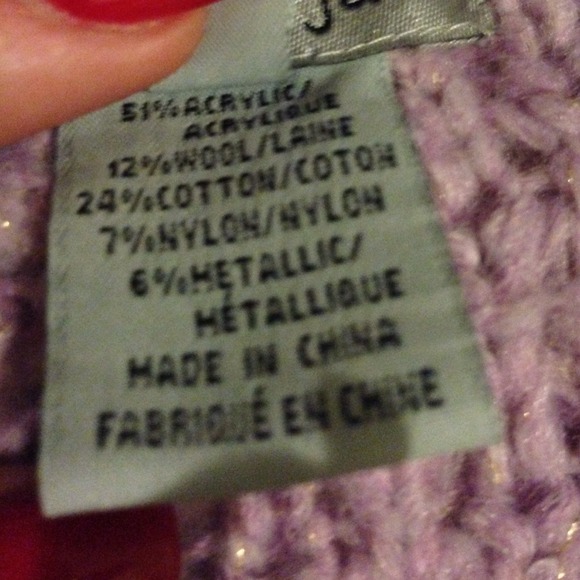 51% ACRYLIC/
ACRYLIQUE
12% WOOL/LAINE
24% COTTON/COTON
7% NYLON/NYLON
6% METALLIC/
MÉTALLIQUE
MADE IN CHINA
FABRIQUÉ EN CHINE